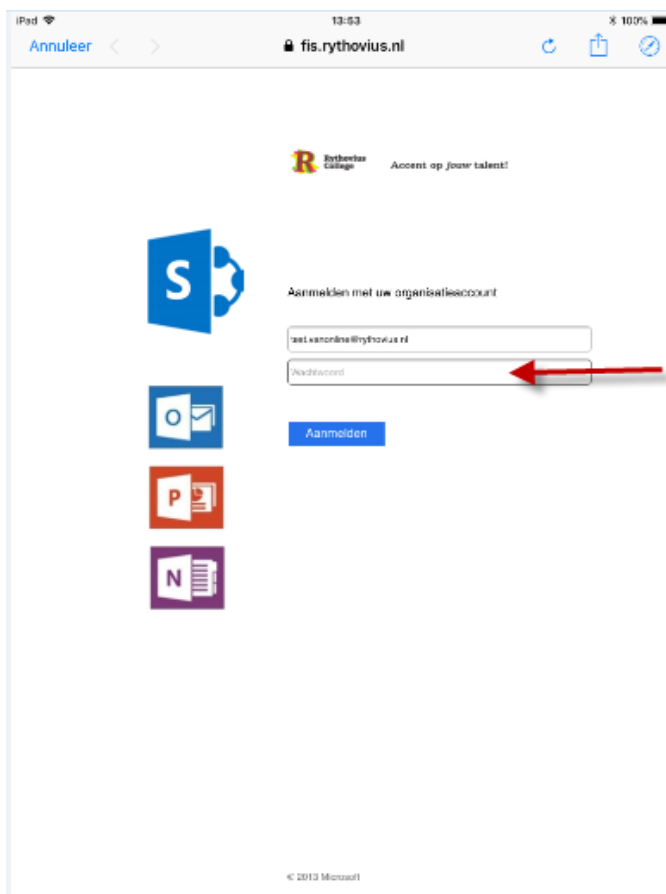 iPad 13:53 100%
Annuleer fis.rythovius.nl
Rythovius
College
Accent op jouw talent!
S
Aanmelden met uw organisatieaccount
test.vanonline@rythovius.nl
Wachtwoord
O
Aanmelden
P
N
© 2013 Microsoft